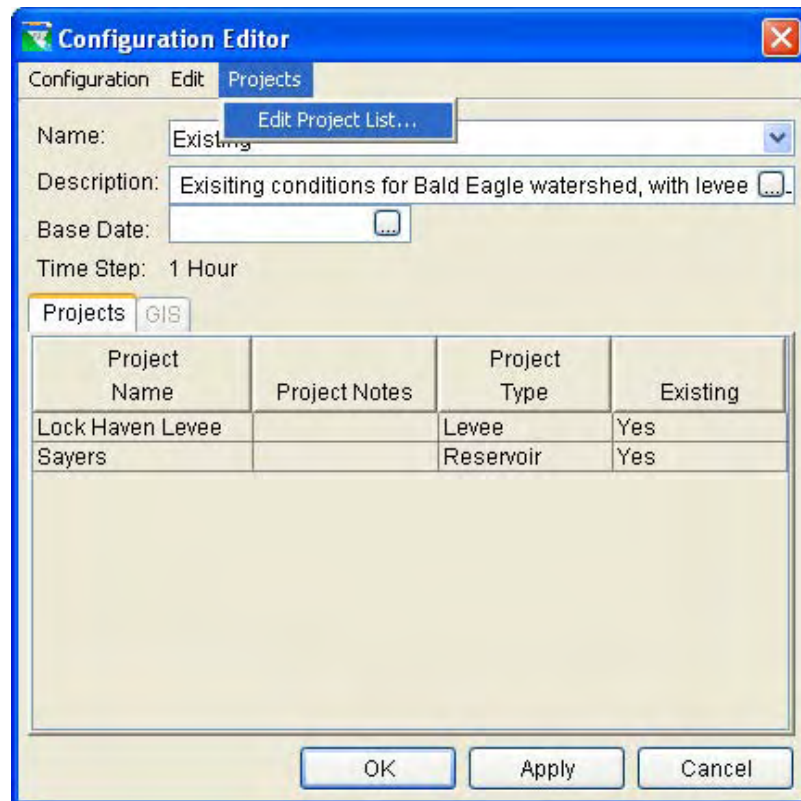 Configuration Editor
Configuration Edit Projects
Edit Project List...
Name: Existing
Description: Exisiting conditions for Bald Eagle watershed, with levee ...
Base Date: ...
Time Step: 1 Hour
Projects GIS
Project Name Project Notes Project Type Existing
Lock Haven Levee Levee Yes
Sayers Reservoir Yes
OK Apply Cancel